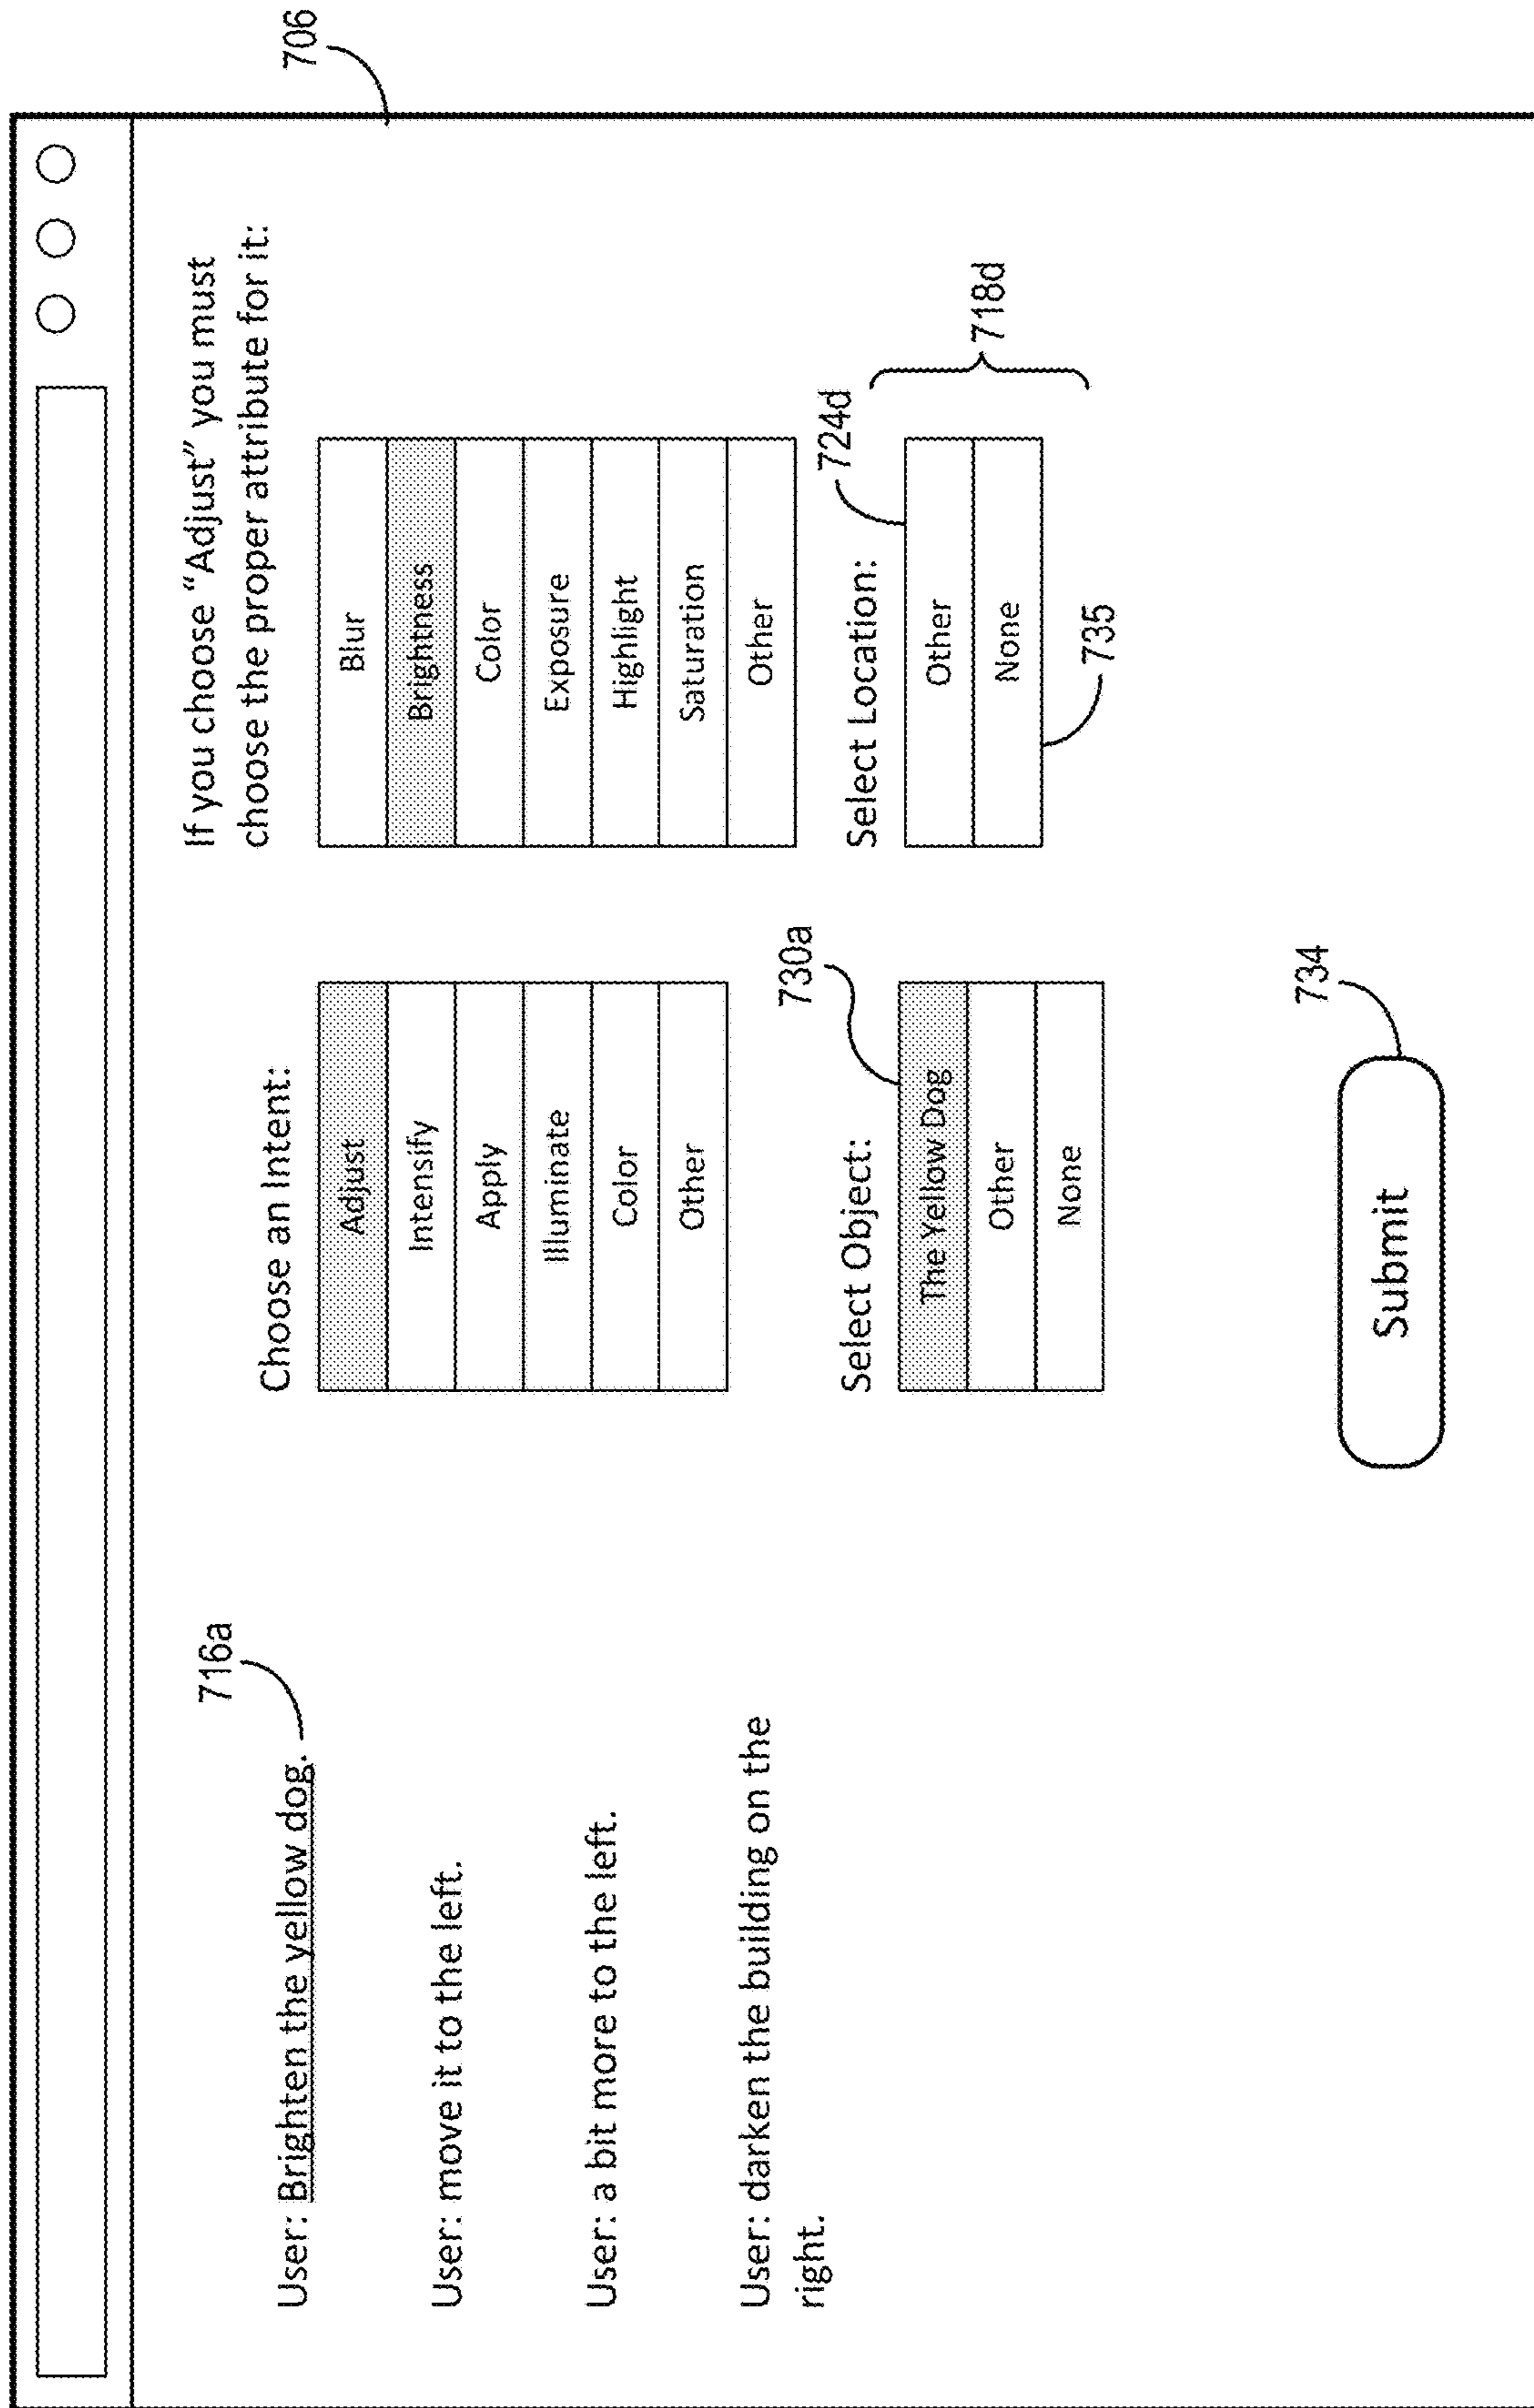 706
716a
User: Brighten the yellow dog.
User: move it to the left.
User: a bit more to the left.
User: darken the building on the
right.
Choose an Intent:
Adjust
Intensify
Apply
Illuminate
Color
Other
If you choose “Adjust” you must
choose the proper attribute for it:
Blur
Brightness
Color
Exposure
Highlight
Saturation
Other
730a
Select Object:
The Yellow Dog
Other
None
724d
Select Location:
Other
None
718d
735
734
Submit